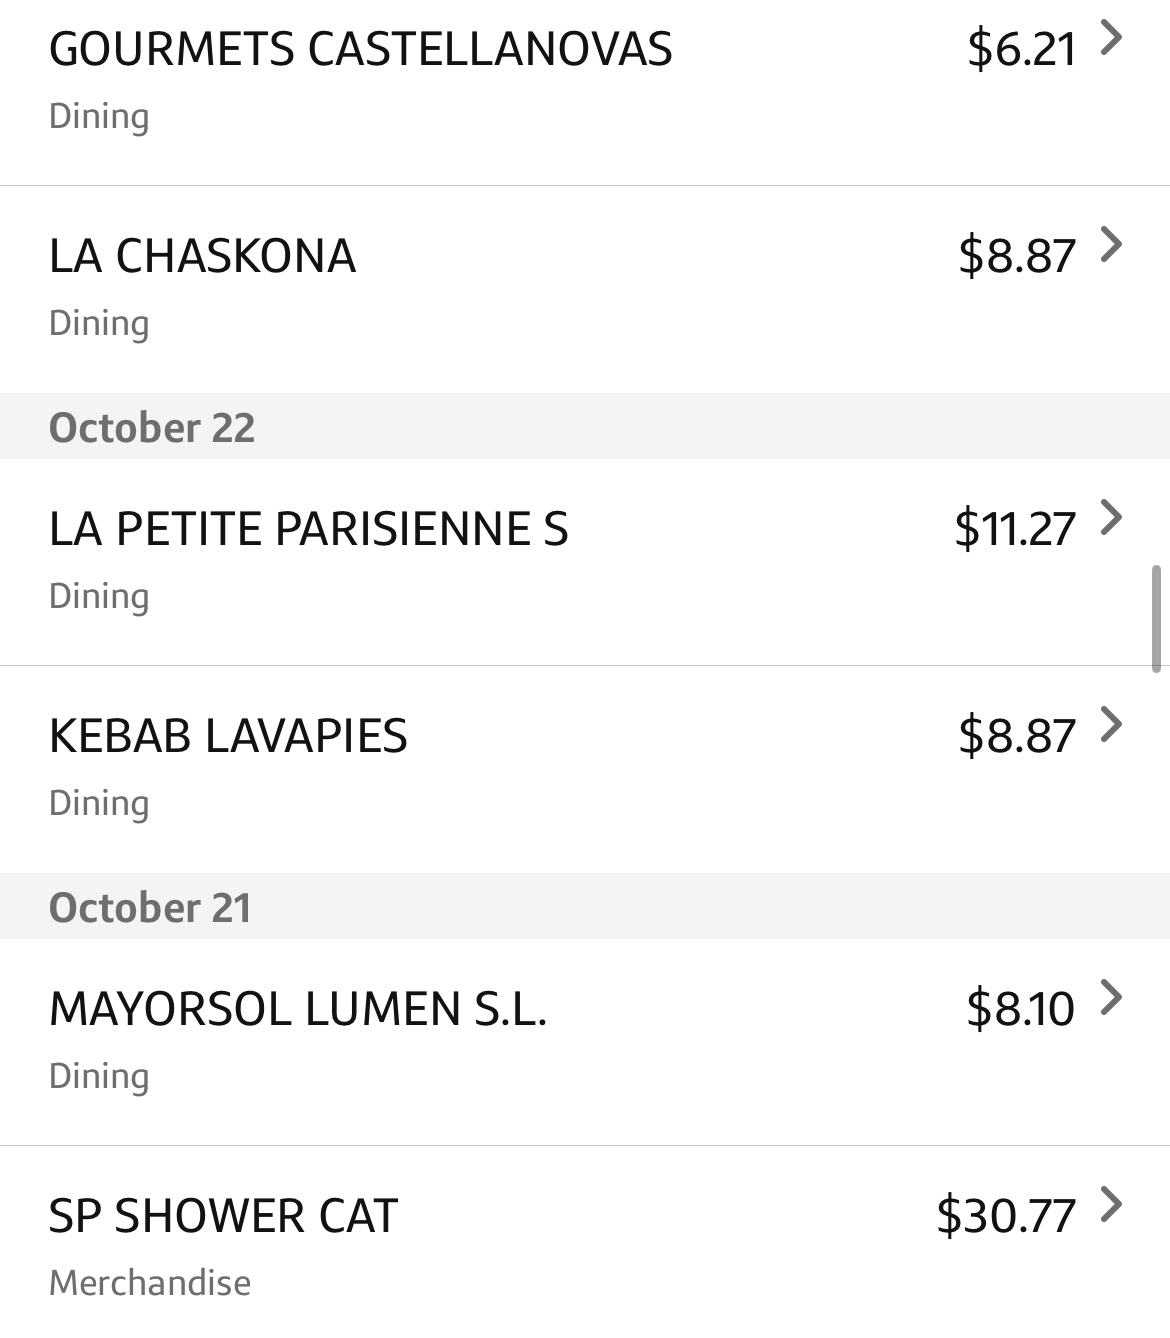 GOURMETS CASTELLANOVAS $6.21
Dining
LA CHASKONA $8.87
Dining
October 22
LA PETITE PARISIENNE S $11.27
Dining
KEBAB LAVAPIES $8.87
Dining
October 21
MAYORSOL LUMEN S.L. $8.10
Dining
SP SHOWER CAT $30.77
Merchandise